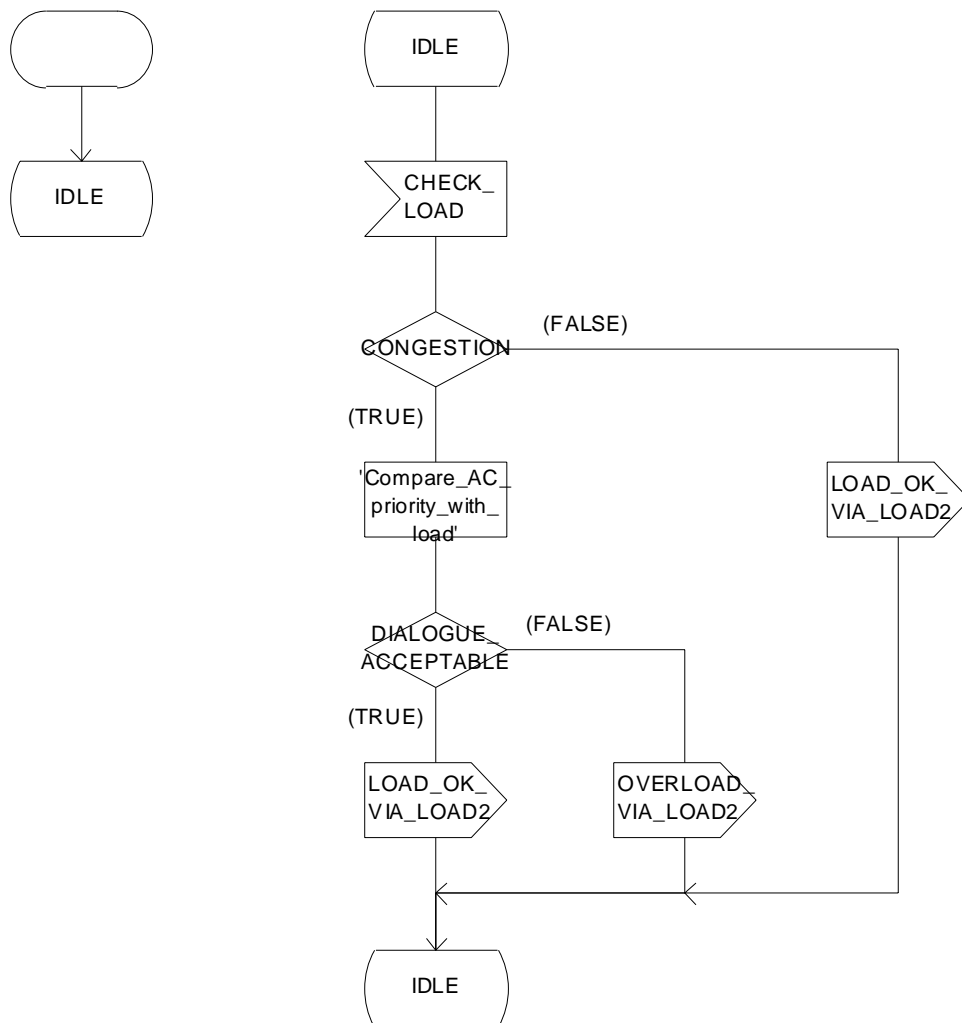 IDLE
IDLE
CHECK_
LOAD
CONGESTION
(FALSE)
(TRUE)
'Compare_AC_
priority_with_
load'
LOAD_OK_
VIA_LOAD2
DIALOGUE_
ACCEPTABLE
(FALSE)
(TRUE)
LOAD_OK_
VIA_LOAD2
OVERLOAD_
VIA_LOAD2
IDLE